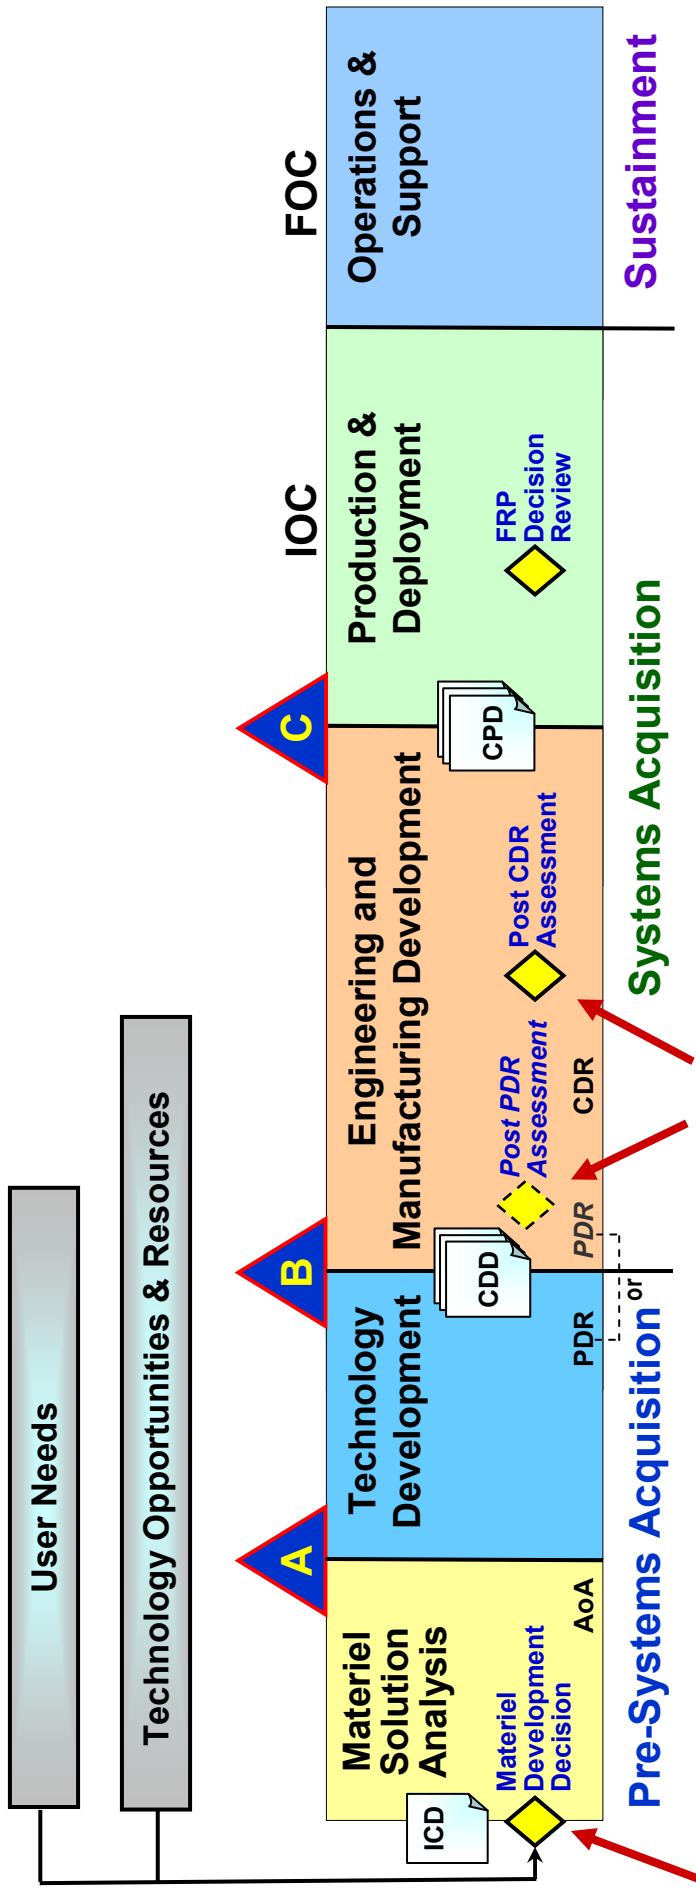 User Needs
Technology Opportunities & Resources
A
B
C
IOC
FOC
Materiel
Solution
Analysis
Technology
Development
Engineering and
Manufacturing Development
Production &
Deployment
Operations &
Support
ICD
CDD
CPD
Materiel
Development
Decision
Post PDR
Assessment
Post CDR
Assessment
FRP
Decision
Review
AoA
PDR
or
PDR
CDR
Pre-Systems Acquisition
Systems Acquisition
Sustainment